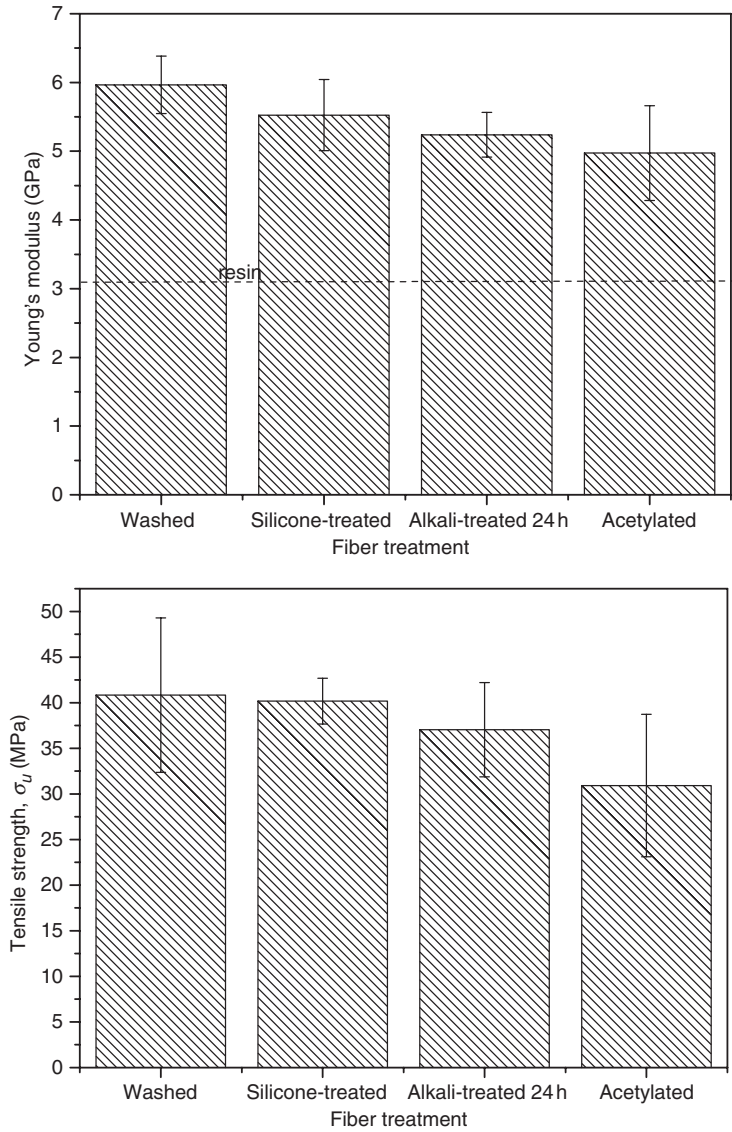 7
6
5
4
3
2
1
0
Young's modulus (GPa)
resin
Washed Silicone-treated Alkali-treated 24 h Acetylated
Fiber treatment
50
45
40
35
30
25
20
15
10
5
0
Tensile strength, σu (MPa)
Washed Silicone-treated Alkali-treated 24 h Acetylated
Fiber treatment